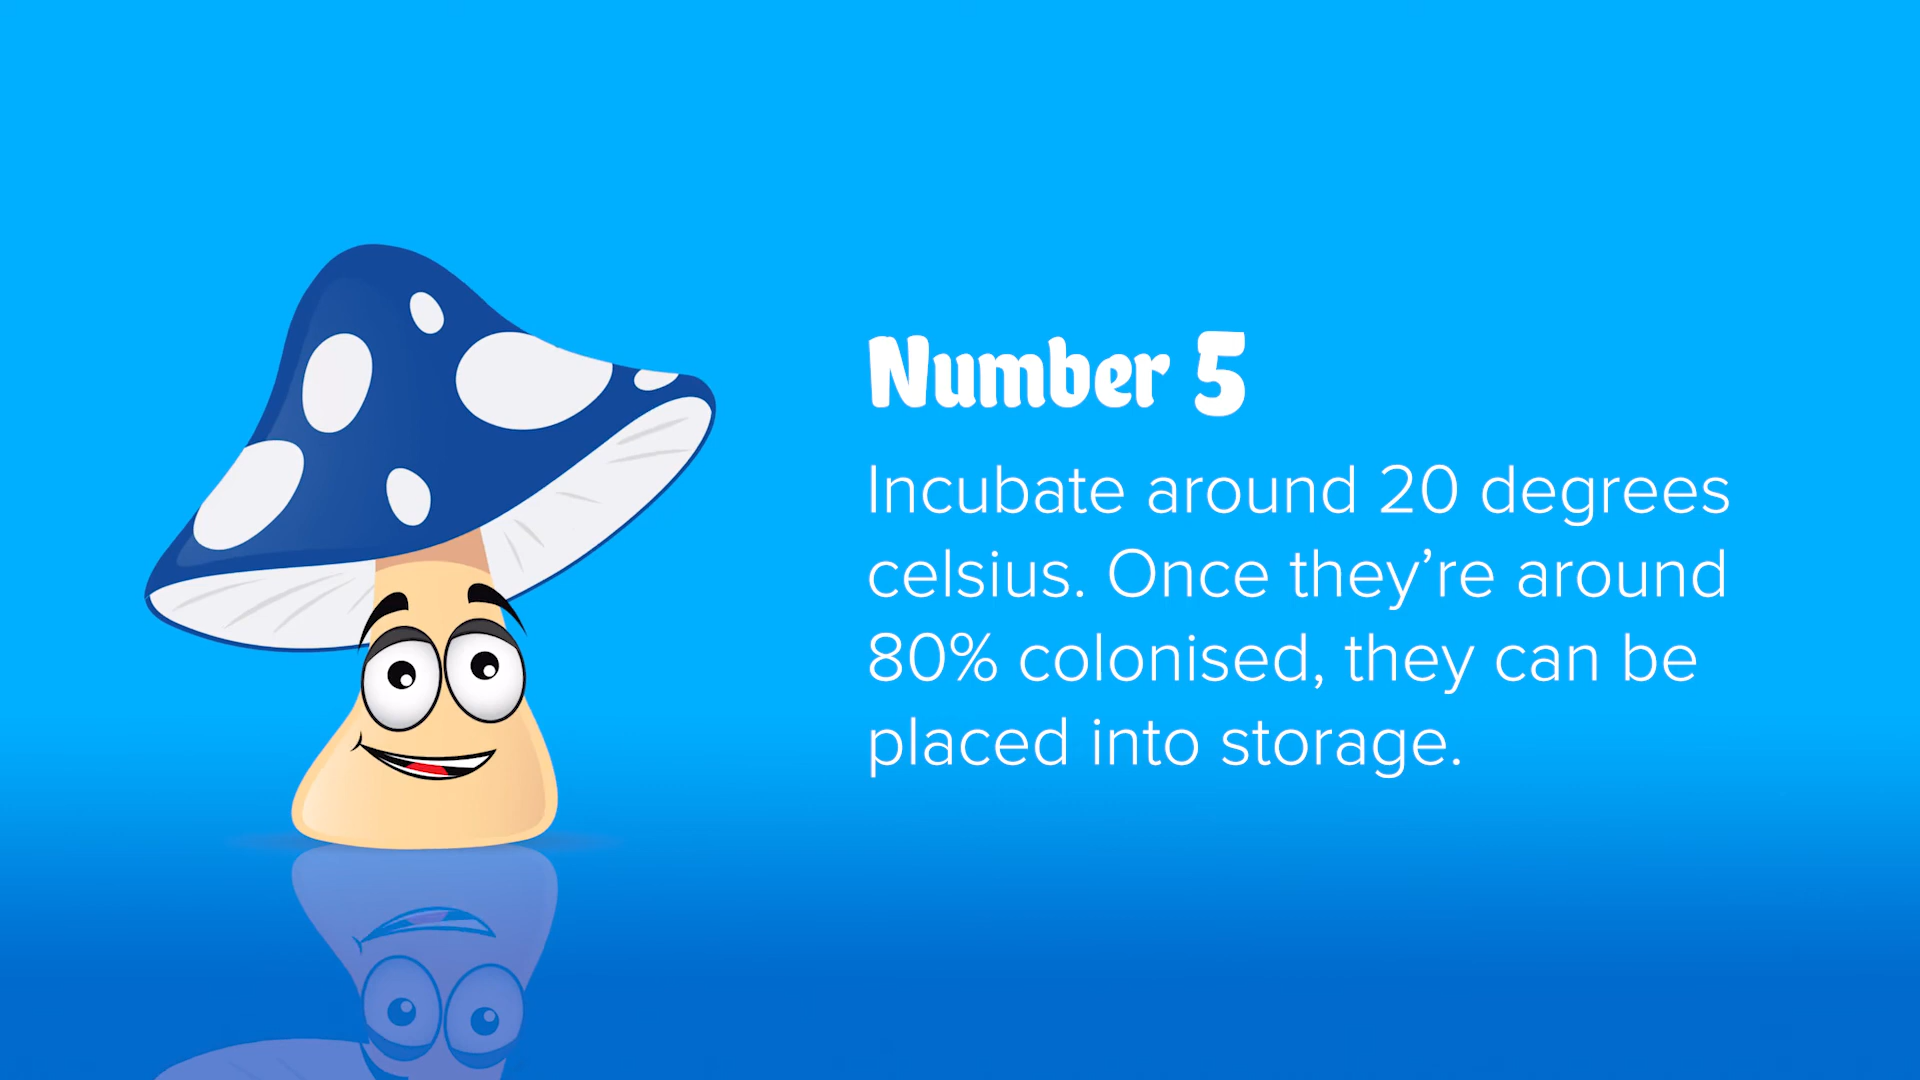 Number 5
Incubate around 20 degrees
celsius. Once they’re around
80% colonised, they can be
placed into storage.